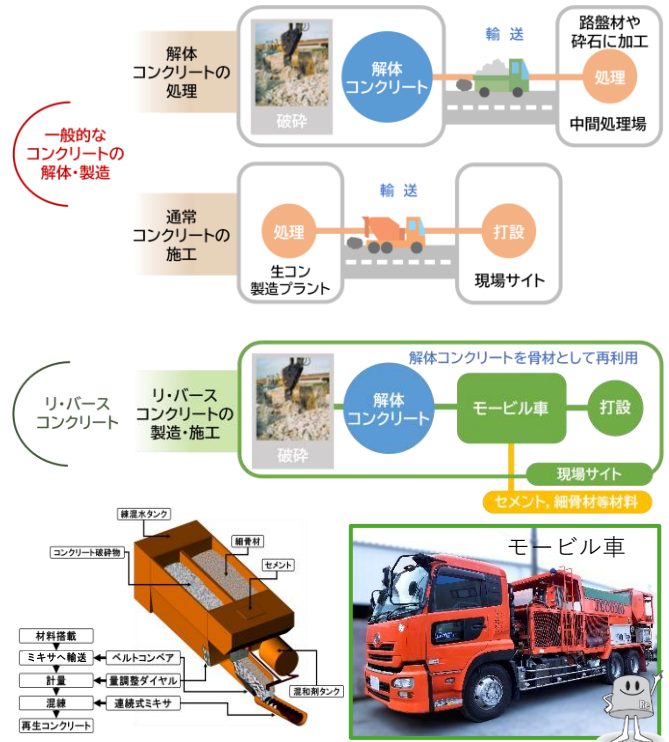 一般的な
コンクリートの
解体・製造
解体
コンクリートの
処理
破砕
解体
コンクリート
輸送
路盤材や
砕石に加工
処理
中間処理場
通常
コンクリートの
施工
処理
生コン
製造プラント
輸送
打設
現場サイト
リ・バース
コンクリート
リ・バース
コンクリートの
製造・施工
解体コンクリートを骨材として再利用
破砕
解体
コンクリート
モービル車
打設
現場サイト
セメント,細骨材等材料
練混水タンク
コンクリート破砕物
細骨材
セメント
材料搭載
ミキサへ輸送
ベルトコンベア
計量
量調整ダイヤル
混和剤タンク
混練
連続式ミキサ
再生コンクリート
モービル車
Re